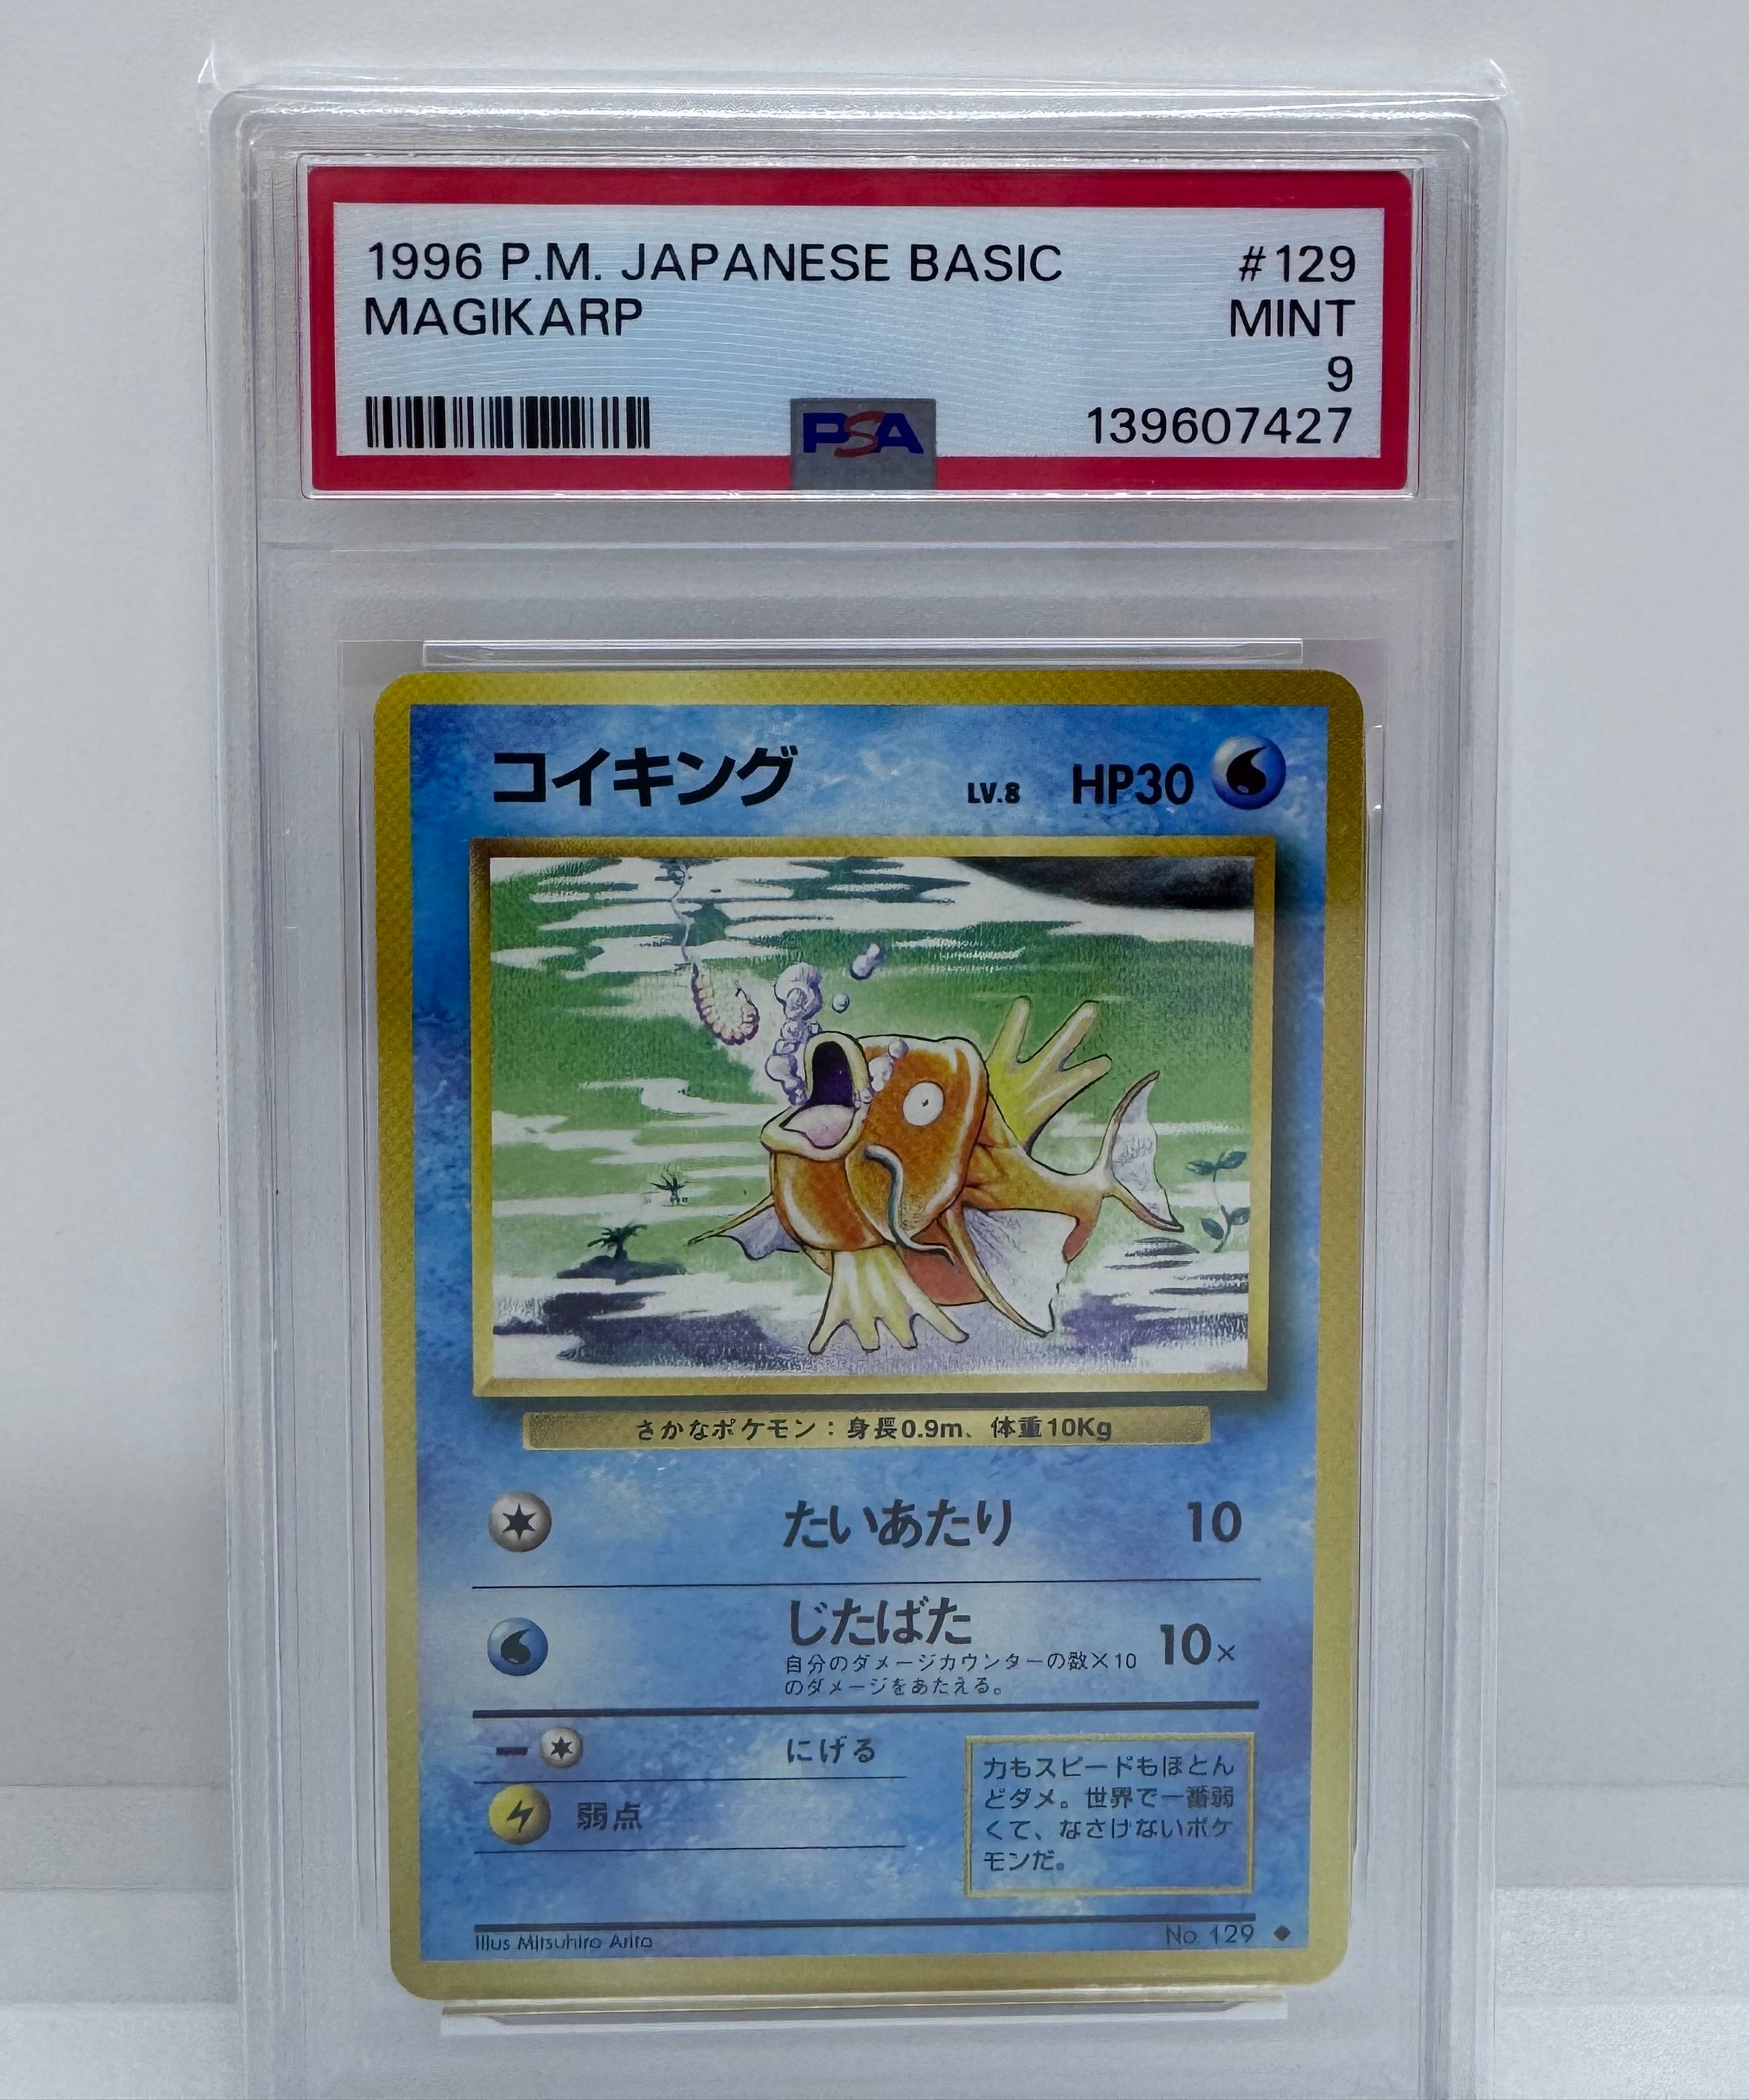 1996 P.M. JAPANESE BASIC #129
MAGIKARP MINT
9
PSA 139607427
コイキング LV.8 HP30
さかなポケモン：身長0.9m、体重10Kg
たいあたり 10
じたばた 10×
自分のダメージカウンターの数×10
のダメージをあたえる。
− にげる
弱点
力もスピードもほとん
どダメ。世界で一番弱
くて、なさけないポケ
モンだ。
Illus. Mitsuhiro Arita No. 129 ◆